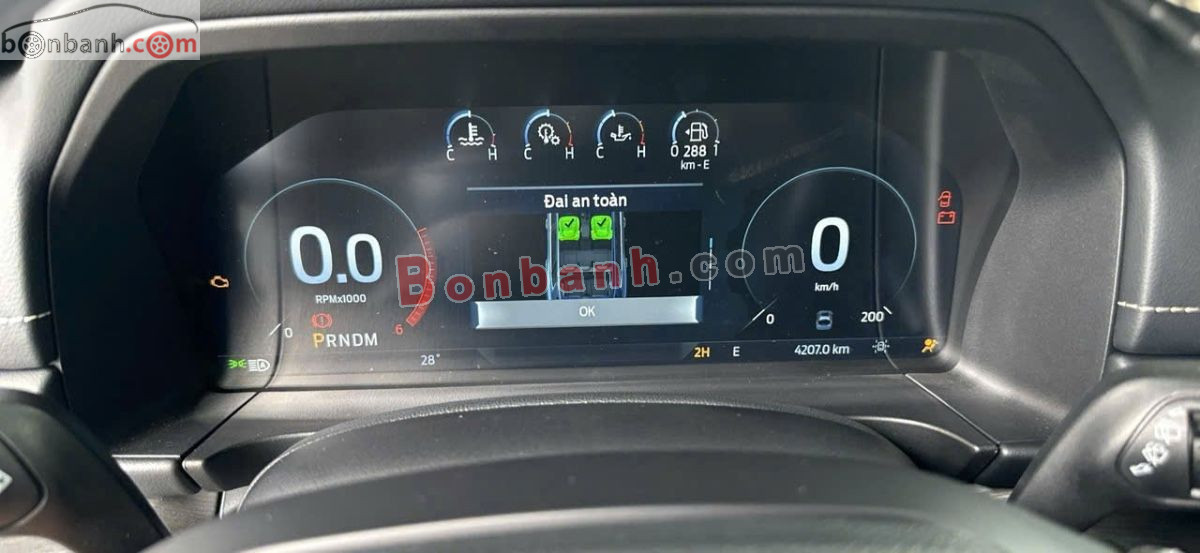 bonbanh.com
C H C H C H 0 288 1
km - E
Đai an toàn
0.0
RPMx1000
0
km/h
Bonbanh.com
OK
0 6
0 200
PRNDM
28°
2H E 4207.0 km
A